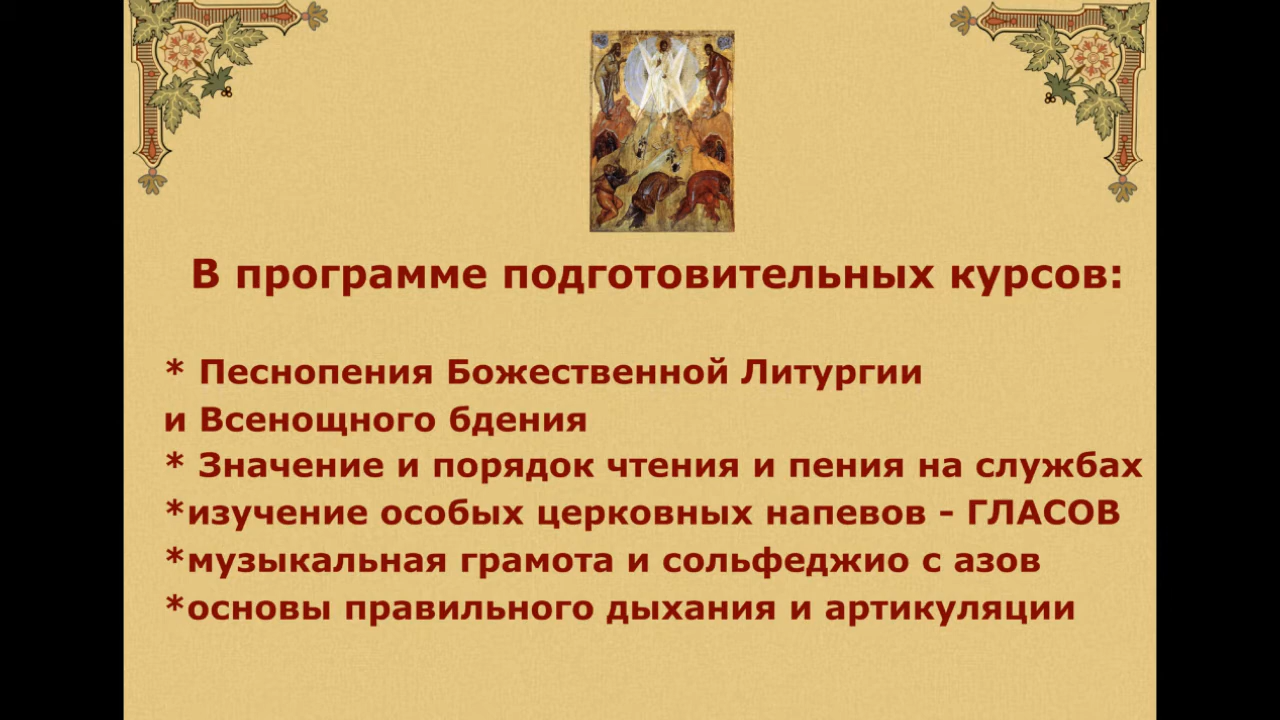 В программе подготовительных курсов:
* Песнопения Божественной Литургии
и Всенощного бдения
* Значение и порядок чтения и пения на службах
*изучение особых церковных напевов - ГЛАСОВ
*музыкальная грамота и сольфеджио с азов
*основы правильного дыхания и артикуляции